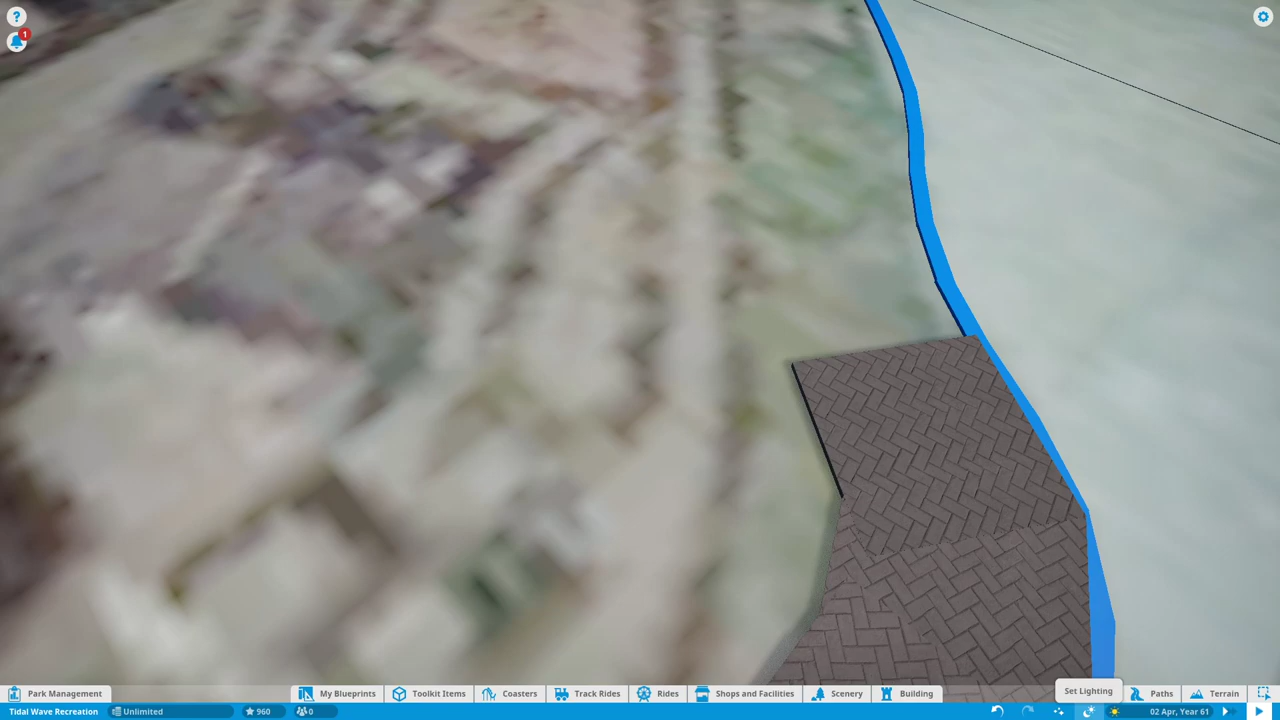 ?
1
Set Lighting
Park Management
My Blueprints
Toolkit Items
Coasters
Track Rides
Rides
Shops and Facilities
Scenery
Building
Paths
Terrain
Tidal Wave Recreation
Unlimited
960
0
02 Apr, Year 61